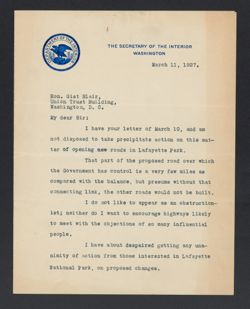 THE SECRETARY OF THE INTERIOR
WASHINGTON
March 11, 1927.
Hon. Gist Blair,
Union Trust Building,
Washington, D. C.
My dear Sir:
I have your letter of March 10, and am
not disposed to take precipitate action on this mat-
ter of opening new roads in Lafayette Park.
That part of the proposed road over which
the Government has control is a very few miles as
compared with the balance, but presume without that
connecting link, the other roads would not be built.
I do not like to appear as an obstruction-
ist; neither do I want to encourage highways likely
to meet with the objections of so many influential
people.
I have about despaired getting any una-
nimity of action from those interested in Lafayette
National Park, on proposed changes.